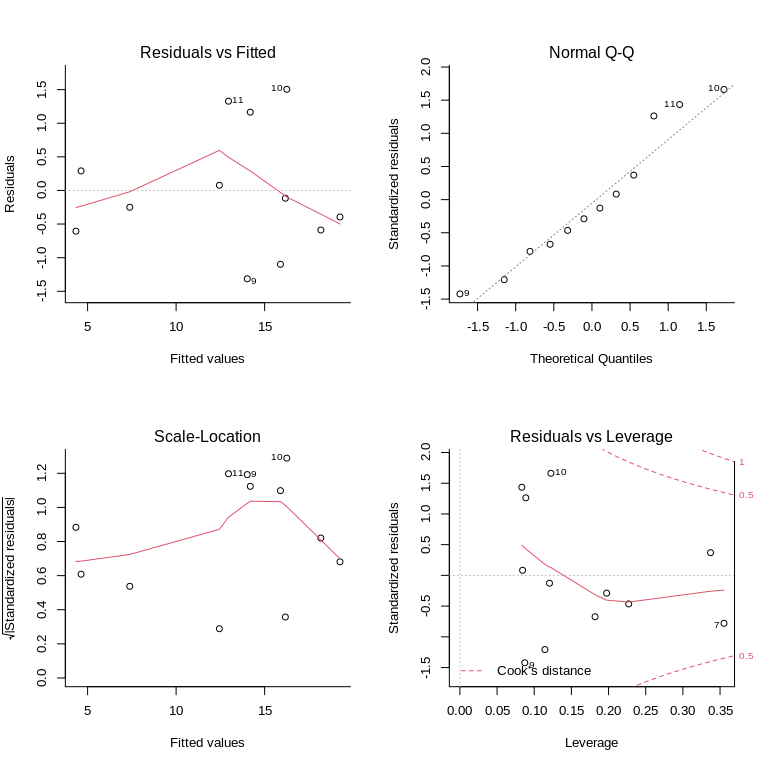 Residuals vs Fitted
Residuals
-1.5 -1.0 -0.5 0.0 0.5 1.0 1.5
10
11
9
5 10 15
Fitted values
Normal Q-Q
Standardized residuals
-1.5 -1.0 -0.5 0.0 0.5 1.0 1.5 2.0
10
11
9
-1.5 -1.0 -0.5 0.0 0.5 1.0 1.5
Theoretical Quantiles
Scale-Location
√|Standardized residuals|
0.0 0.2 0.4 0.6 0.8 1.0 1.2
10
11 9
5 10 15
Fitted values
Residuals vs Leverage
Standardized residuals
-1.5 -0.5 0.5 1.0 1.5 2.0
1
10
0.5
7
0.5
9
Cook's distance
0.00 0.05 0.10 0.15 0.20 0.25 0.30 0.35
Leverage